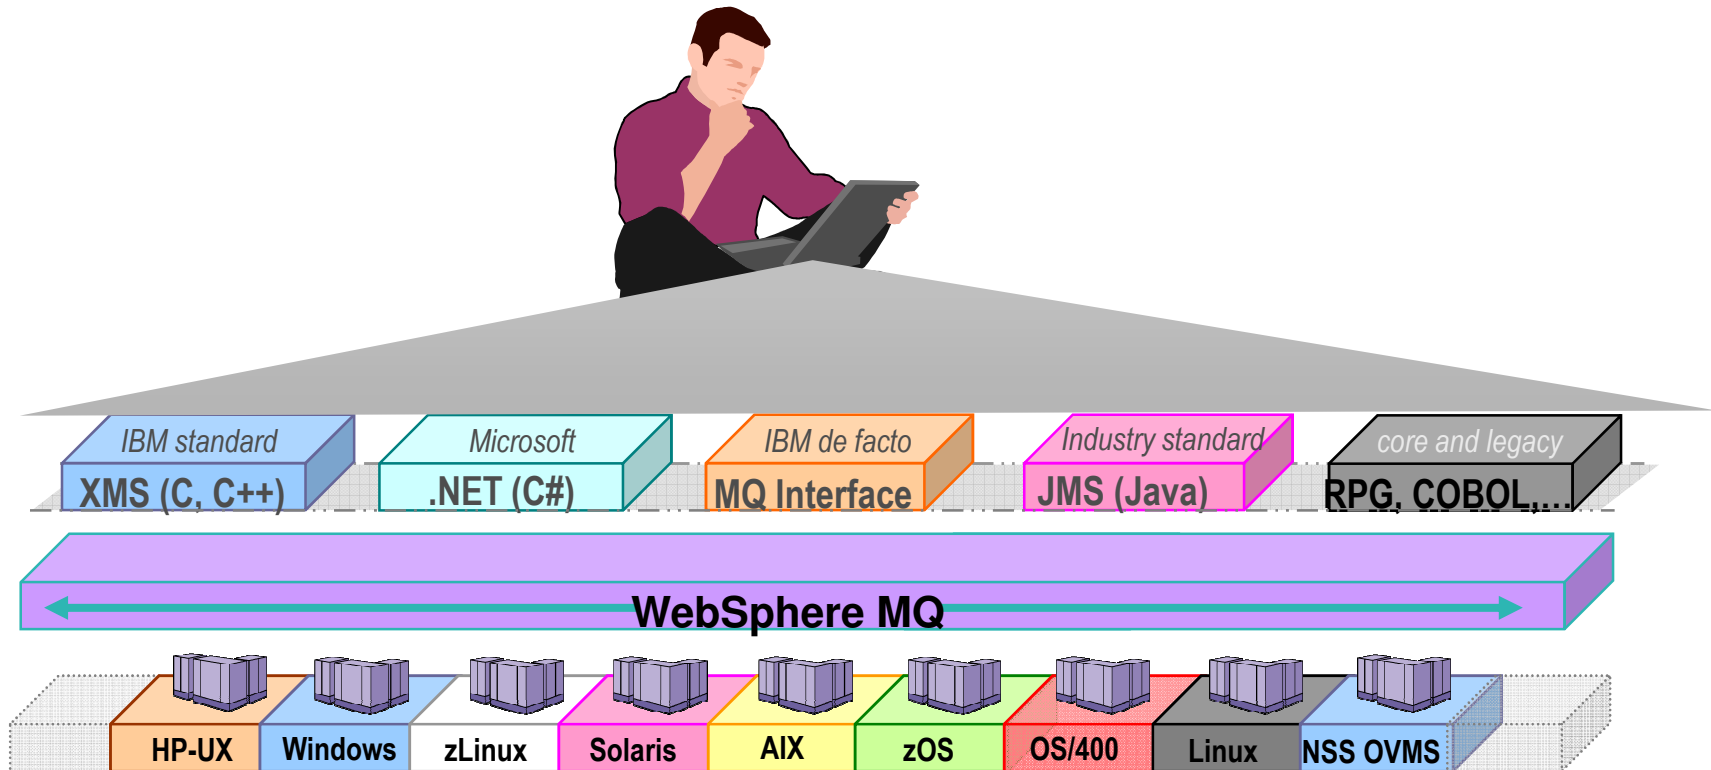 IBM standard
Microsoft
IBM de facto
Industry standard
core and legacy
XMS (C, C++)
.NET (C#)
MQ Interface
JMS (Java)
RPG, COBOL,...
WebSphere MQ
HP-UX
Windows
zLinux
Solaris
AIX
zOS
OS/400
Linux
NSS OVMS